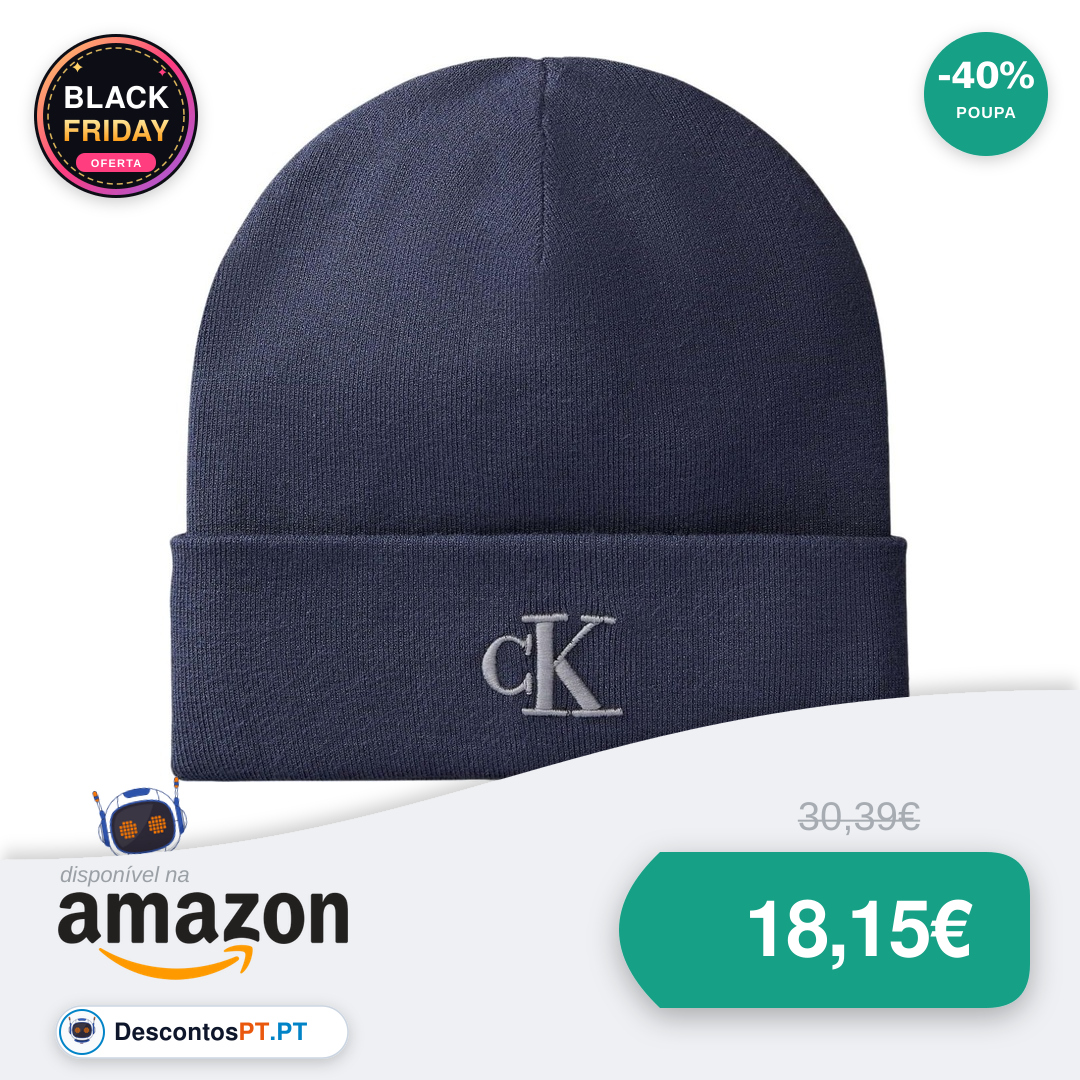 BLACK
FRIDAY
OFERTA
-40%
POUPA
CK
30,39€
18,15€
disponível na
amazon
DescontosPT.PT